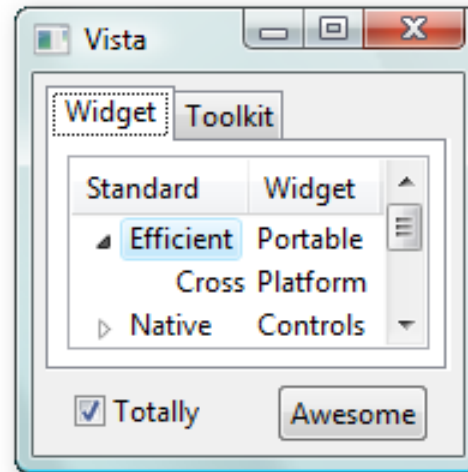 Vista
Widget Toolkit
Standard Widget
Efficient Portable
Cross Platform
Native Controls
Totally Awesome